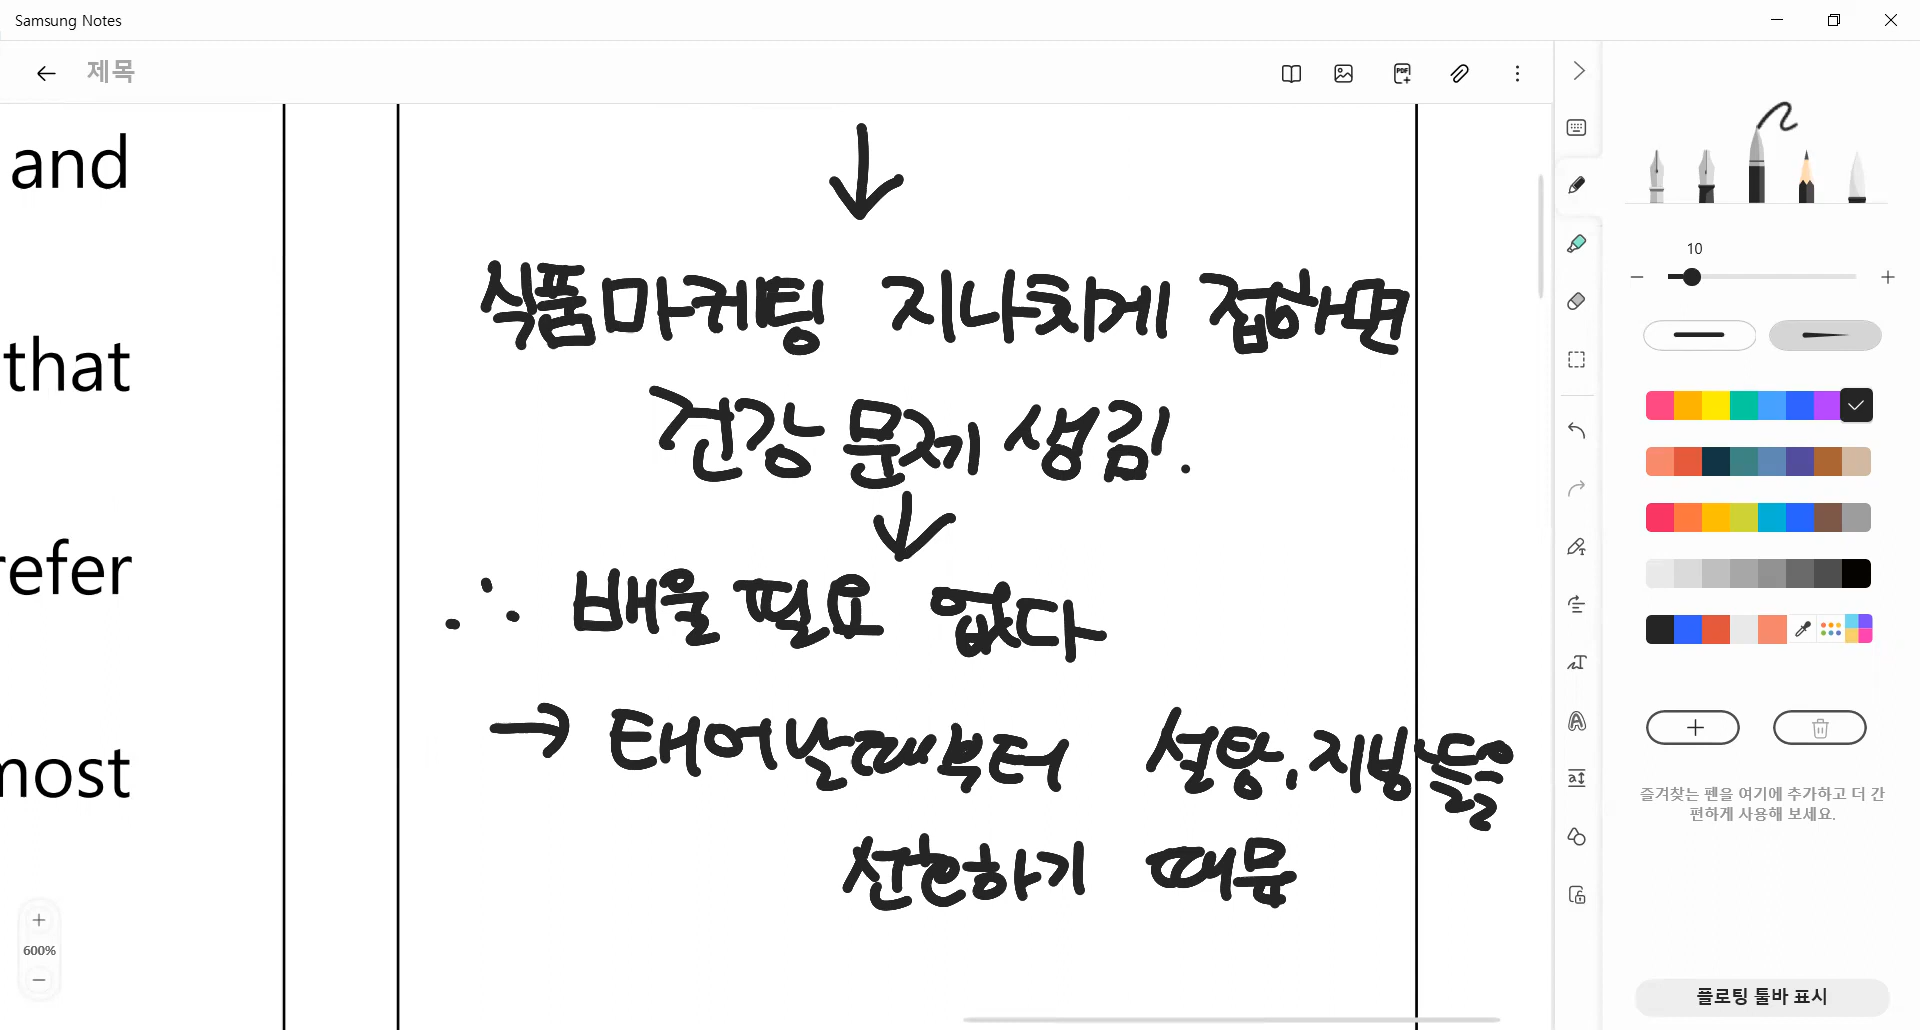 Samsung Notes
제목
and
that
refer
most
↓
식품마케팅 지나치게 접하면
건강 문제 생김.
↓
∴ 배울 필요 없다
→ 태어날때부터 설탕, 지방들을
선호하기 때문
PDF
10
600%
즐겨찾는 펜을 여기에 추가하고 더 간
편하게 사용해 보세요.
플로팅 툴바 표시